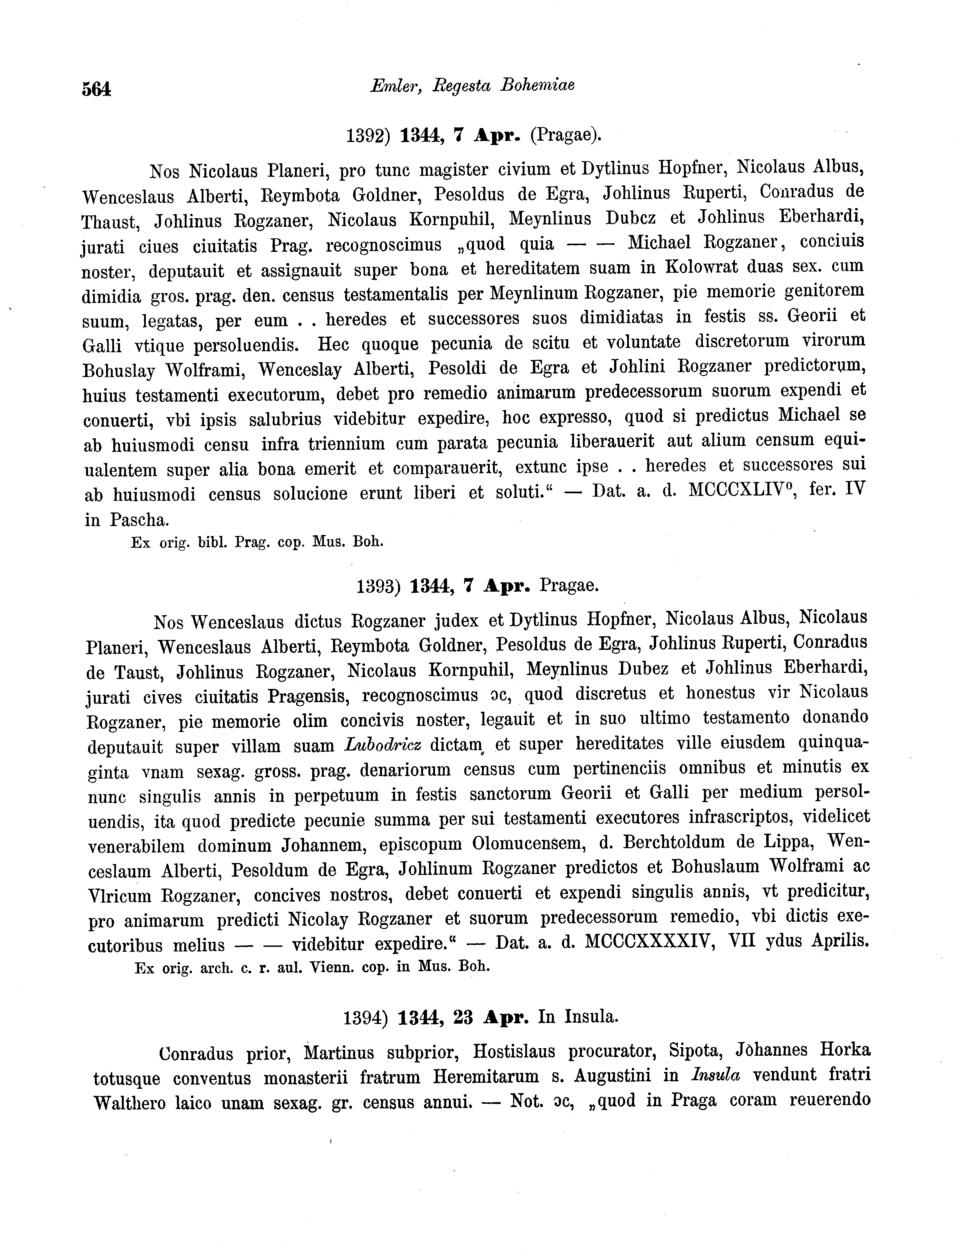 564
Emler, Regesta Bohemiae
1392) 1344, 7 Apr. (Pragae).
Nos Nicolaus Planeri, pro tunc magister civium et Dytlinus Hopfner, Nicolaus Albus,
Wenceslaus Alberti, Reymbota Goldner, Pesoldus de Egra, Johlinus Ruperti, Conradus de
Thaust, Johlinus Rogzaner, Nicolaus Kornpuhil, Meynlinus Dubcz et Johlinus Eberhardi,
jurati ciues ciuitatis Prag. recognoscimus „quod quia — — Michael Rogzaner, conciuis
noster, deputauit et assignauit super bona et hereditatem suam in Kolowrat duas sex. cum
dimidia gros. prag. den. census testamentalis per Meynlinum Rogzaner, pie memorie genitorem
suum, legatas, per eum . . heredes et successores suos dimidiatas in festis ss. Georii et
Galli vtique persoluendis. Hec quoque pecunia de scitu et voluntate discretorum virorum
Bohuslay Wolframi, Wenceslay Alberti, Pesoldi de Egra et Johlini Rogzaner predictorum,
huius testamenti executorum, debet pro remedio animarum predecessorum suorum expendi et
conuerti, vbi ipsis salubrius videbitur expedire, hoc expresso, quod si predictus Michael se
ab huiusmodi censu infra triennium cum parata pecunia liberauerit aut alium censum equi-
ualentem super alia bona emerit et comparauerit, extunc ipse . . heredes et successores sui
ab huiusmodi census solucione erunt liberi et soluti.“ — Dat. a. d. MCCCXLIV⁰, fer. IV
in Pascha.
Ex orig. bibl. Prag. cop. Mus. Boh.
1393) 1344, 7 Apr. Pragae.
Nos Wenceslaus dictus Rogzaner judex et Dytlinus Hopfner, Nicolaus Albus, Nicolaus
Planeri, Wenceslaus Alberti, Reymbota Goldner, Pesoldus de Egra, Johlinus Ruperti, Conradus
de Taust, Johlinus Rogzaner, Nicolaus Kornpuhil, Meynlinus Dubez et Johlinus Eberhardi,
jurati cives ciuitatis Pragensis, recognoscimus ɔc, quod discretus et honestus vir Nicolaus
Rogzaner, pie memorie olim concivis noster, legauit et in suo ultimo testamento donando
deputauit super villam suam Lubodricz dictam, et super hereditates ville eiusdem quinqua-
ginta vnam sexag. gross. prag. denariorum census cum pertinenciis omnibus et minutis ex
nunc singulis annis in perpetuum in festis sanctorum Georii et Galli per medium persol-
uendis, ita quod predicte pecunie summa per sui testamenti executores infrascriptos, videlicet
venerabilem dominum Johannem, episcopum Olomucensem, d. Berchtoldum de Lippa, Wen-
ceslaum Alberti, Pesoldum de Egra, Johlinum Rogzaner predictos et Bohuslaum Wolframi ac
Vlricum Rogzaner, concives nostros, debet conuerti et expendi singulis annis, vt predicitur,
pro animarum predicti Nicolay Rogzaner et suorum predecessorum remedio, vbi dictis exe-
cutoribus melius — — videbitur expedire.“ — Dat. a. d. MCCCXXXXIV, VII ydus Aprilis.
Ex orig. arch. c. r. aul. Vienn. cop. in Mus. Boh.
1394) 1344, 23 Apr. In Insula.
Conradus prior, Martinus subprior, Hostislaus procurator, Sipota, Johannes Horka
totusque conventus monasterii fratrum Heremitarum s. Augustini in Insula vendunt fratri
Walthero laico unam sexag. gr. census annui. — Not. ɔc, „quod in Praga coram reuerendo